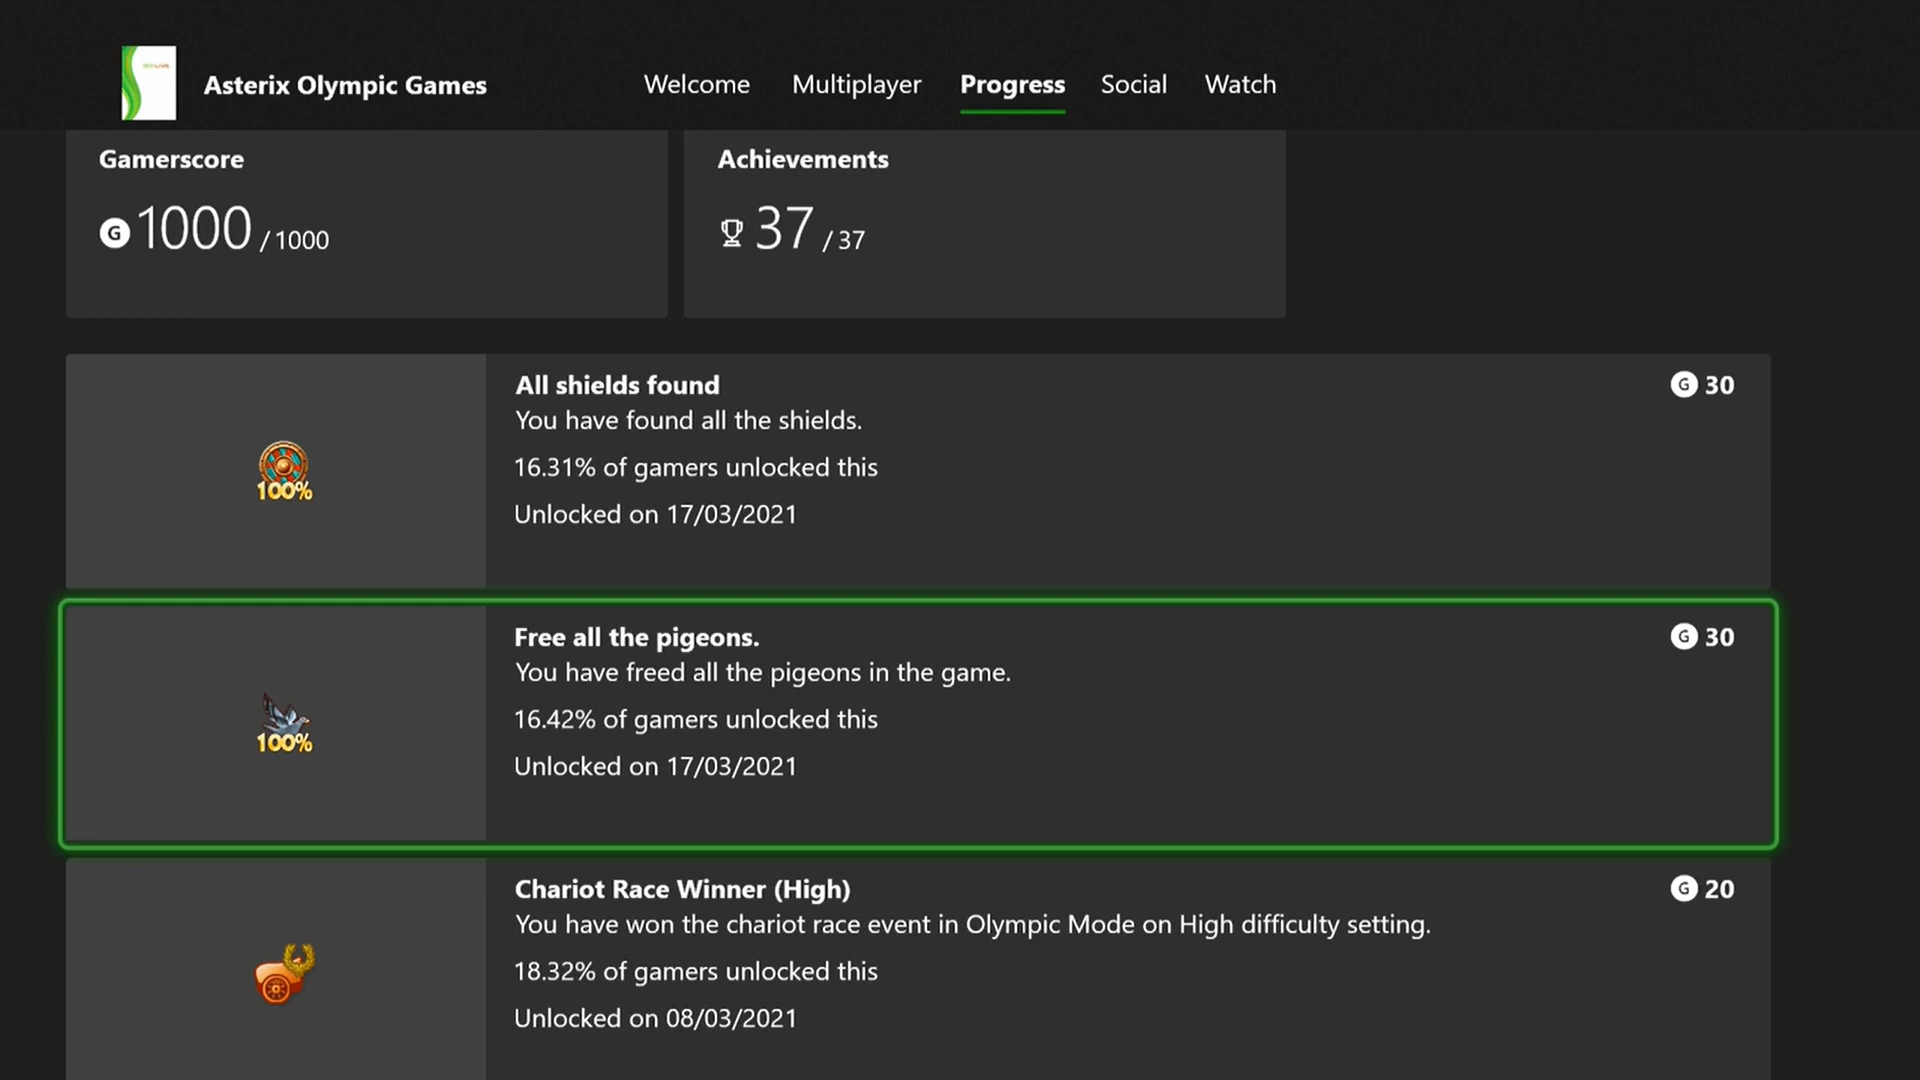 Asterix Olympic Games
Welcome Multiplayer Progress Social Watch
Gamerscore
G 1000 / 1000
Achievements
37 / 37
All shields found
G 30
You have found all the shields.
16.31% of gamers unlocked this
Unlocked on 17/03/2021
100%
Free all the pigeons.
G 30
You have freed all the pigeons in the game.
16.42% of gamers unlocked this
Unlocked on 17/03/2021
100%
Chariot Race Winner (High)
G 20
You have won the chariot race event in Olympic Mode on High difficulty setting.
18.32% of gamers unlocked this
Unlocked on 08/03/2021